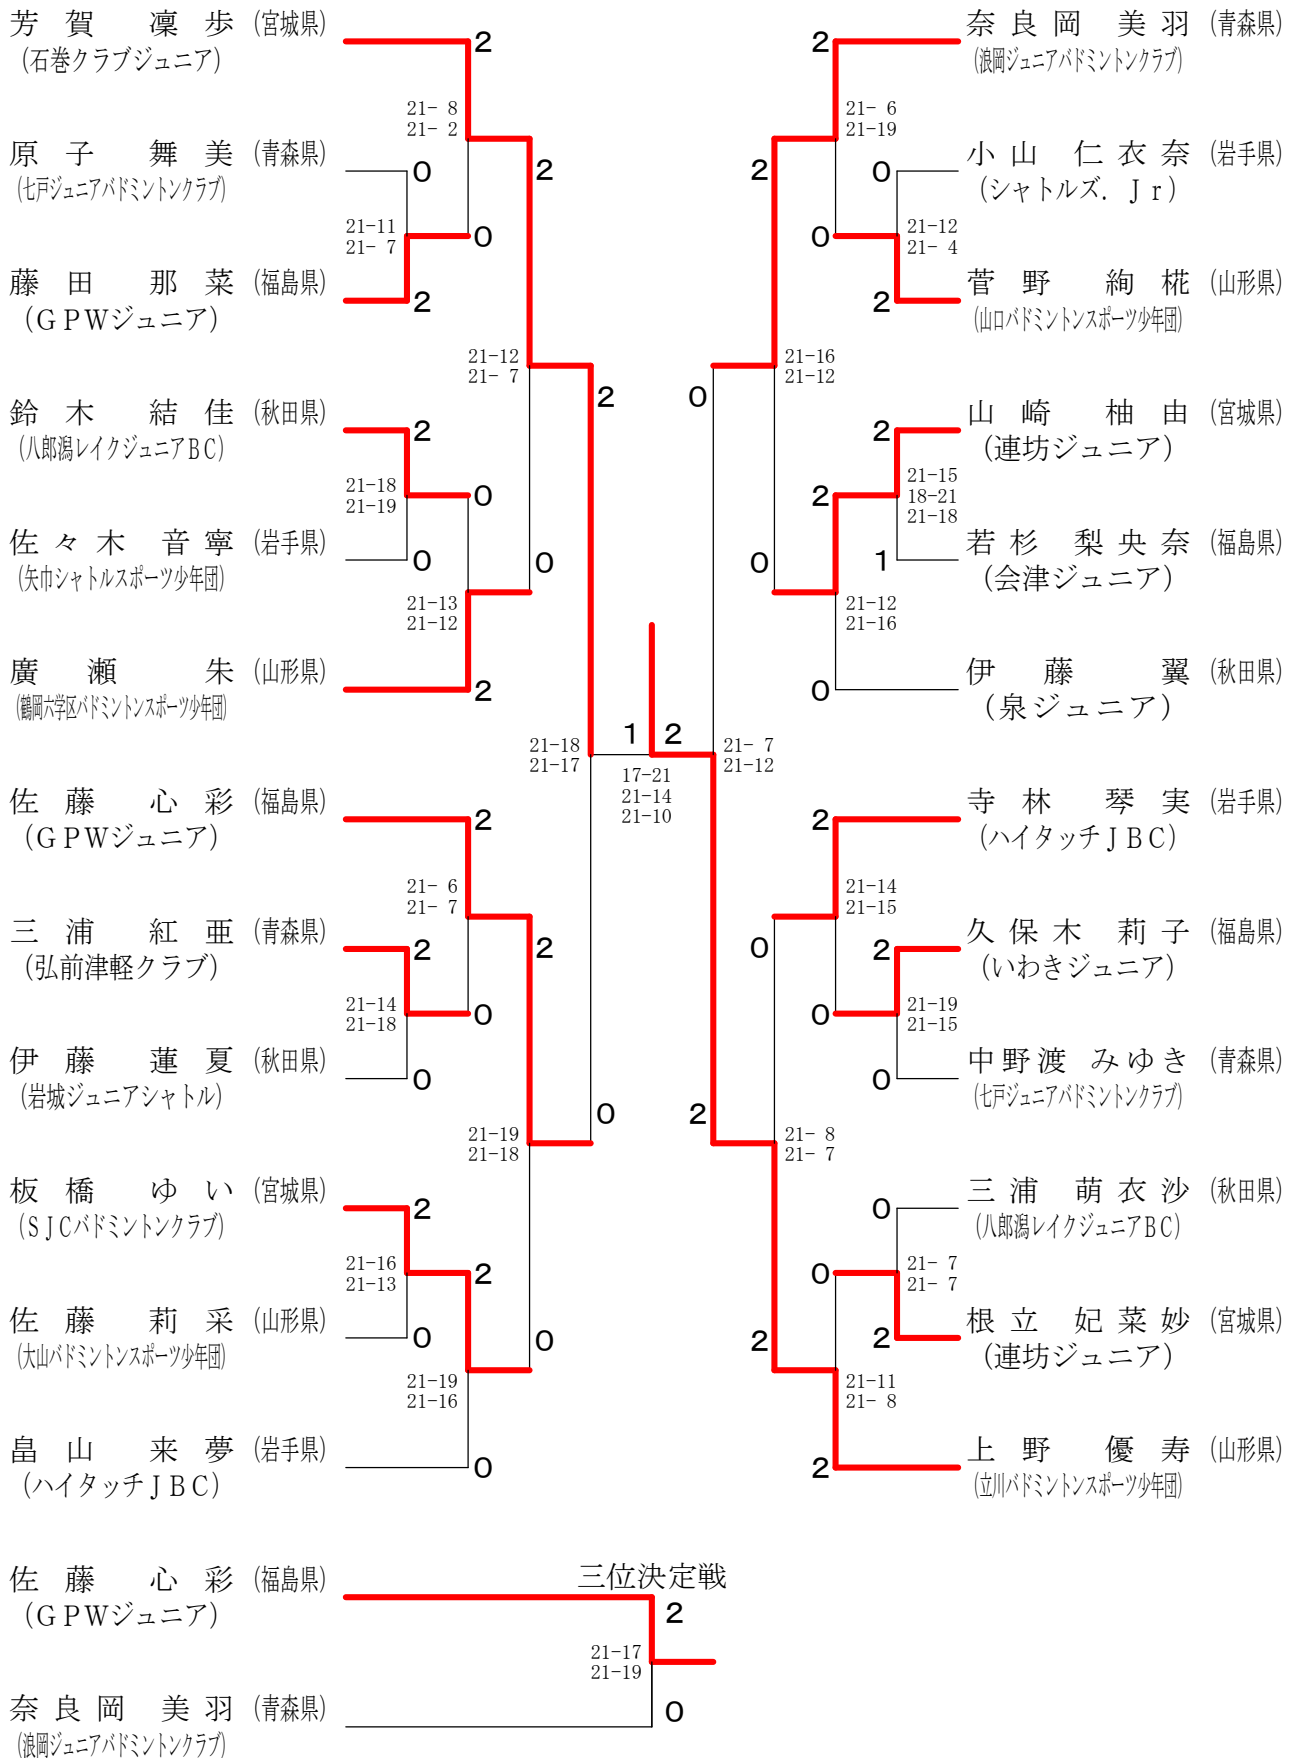 芳賀 凜歩 (宮城県)
(石巻クラブジュニア)
原子 舞美 (青森県)
(七戸ジュニアバドミントンクラブ)
藤田 那菜 (福島県)
(GPWジュニア)
鈴木 結佳 (秋田県)
(八郎潟レイクジュニアBC)
佐々木 音寧 (岩手県)
(矢巾シャトルスポーツ少年団)
廣瀬 朱 (山形県)
(鶴岡六学区バドミントンスポーツ少年団)
佐藤 心彩 (福島県)
(GPWジュニア)
三浦 紅亜 (青森県)
(弘前津軽クラブ)
伊藤 蓮夏 (秋田県)
(岩城ジュニアシャトル)
板橋 ゆい (宮城県)
(SJCバドミントンクラブ)
佐藤 莉采 (山形県)
(大山バドミントンスポーツ少年団)
畠山 来夢 (岩手県)
(ハイタッチJBC)
2
21- 8
21- 2
0
2
21-11
21- 7
0
2
21-12
21- 7
2
2
21-18
21-19
0
0
0
21-13
21-12
2
21-18
21-17
2
21- 6
21- 7
2
2
21-14
21-18
0
0
21-19
21-18
0
2
21-16
21-13
2
0
0
21-19
21-16
0
1
2
17-21
21-14
21-10
奈良岡 美羽 (青森県)
(浪岡ジュニアバドミントンクラブ)
小山 仁衣奈 (岩手県)
(シャトルズ.Jr)
菅野 絢椛 (山形県)
(山口バドミントンスポーツ少年団)
山崎 柚由 (宮城県)
(連坊ジュニア)
若杉 梨央奈 (福島県)
(会津ジュニア)
伊藤 翼 (秋田県)
(泉ジュニア)
寺林 琴実 (岩手県)
(ハイタッチJBC)
久保木 莉子 (福島県)
(いわきジュニア)
中野渡 みゆき (青森県)
(七戸ジュニアバドミントンクラブ)
三浦 萌衣沙 (秋田県)
(八郎潟レイクジュニアBC)
根立 妃菜妙 (宮城県)
(連坊ジュニア)
上野 優寿 (山形県)
(立川バドミントンスポーツ少年団)
2
21- 6
21-19
2
0
0
21-12
21- 4
2
21-16
21-12
0
2
21-15
18-21
21-18
2
0
1
21-12
21-16
0
21- 7
21-12
2
21-14
21-15
0
2
0
21-19
21-15
0
2
21- 8
21- 7
0
0
21- 7
21- 7
2
2
21-11
21- 8
2
佐藤 心彩 (福島県)
(GPWジュニア)
三位決定戦
2
21-17
21-19
0
奈良岡 美羽 (青森県)
(浪岡ジュニアバドミントンクラブ)